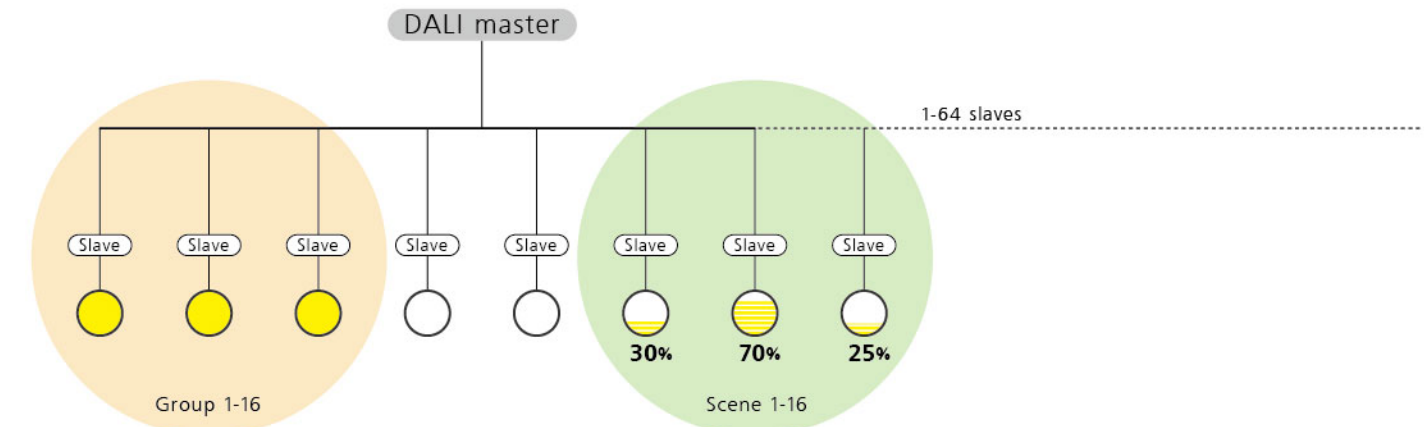 DALI master
1-64 slaves
Slave Slave Slave Slave Slave Slave Slave Slave
30% 70% 25%
Group 1-16 Scene 1-16